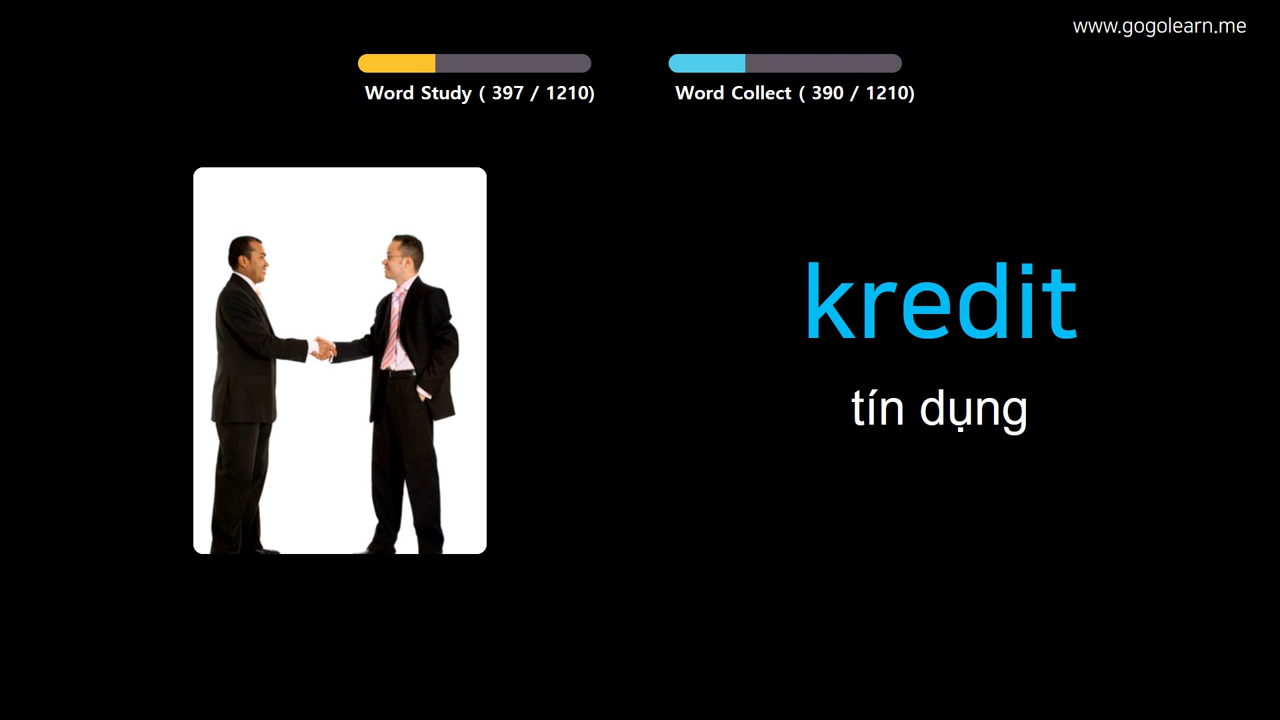 www.gogolearn.me
Word Study ( 397 / 1210)
Word Collect ( 390 / 1210)
kredit
tín dụng